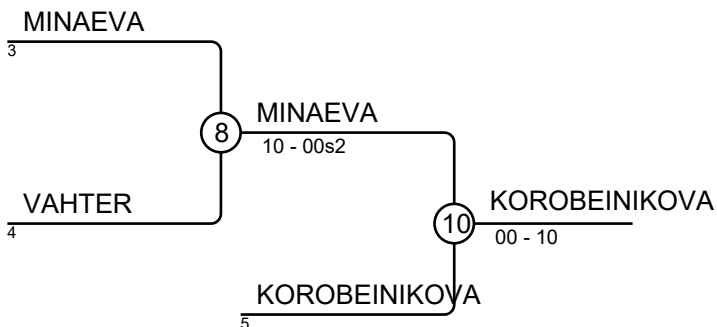 MINAEVA
3
8
MINAEVA
10 - 00s2
VAHTER
4
10
KOROBEINIKOVA
00 - 10
KOROBEINIKOVA
5